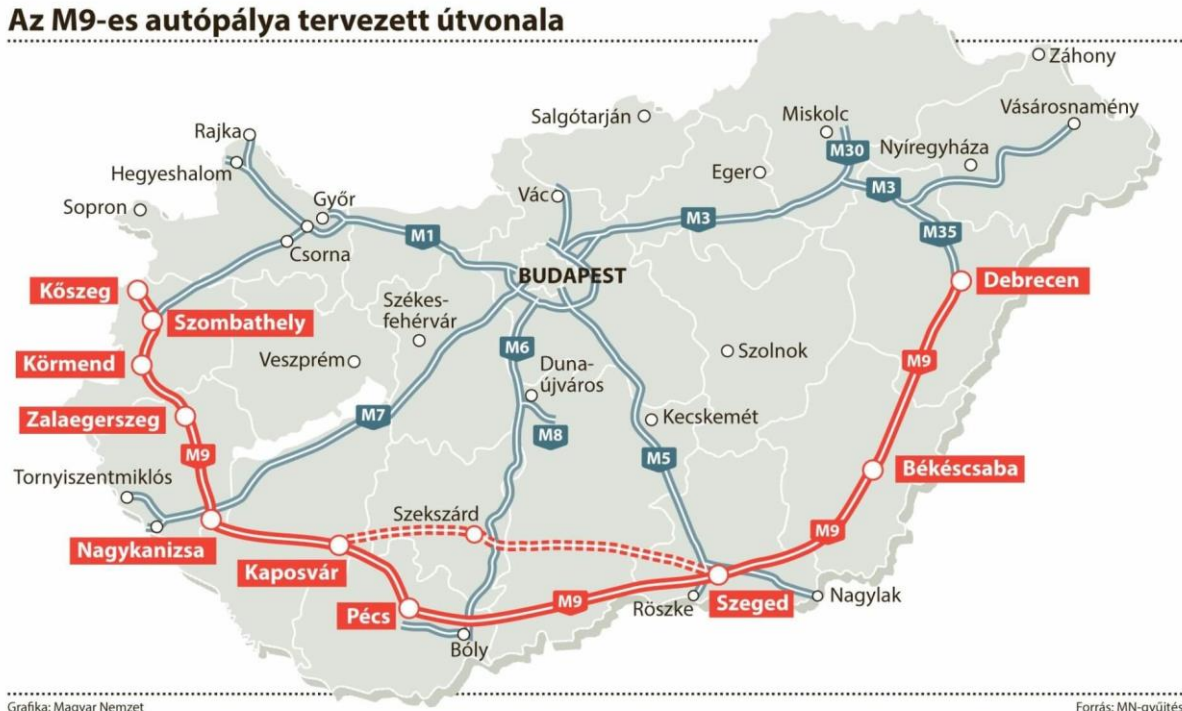 Az M9-es autópálya tervezett útvonala
Záhony
Vásárosnamény
Salgótarján
Miskolc
Rajka
M30
Nyíregyháza
Hegyeshalom
Eger
M3
Vác
Sopron
Győr
M3
M1
M35
Csorna
BUDAPEST
Debrecen
Kőszeg
Székes-
fehérvár
Szombathely
M6
Szolnok
Veszprém
Duna-
újváros
M9
Körmend
M7
Kecskemét
Zalaegerszeg
M8
M9
M5
Békéscsaba
Tornyiszentmiklós
Szekszárd
M9
Nagykanizsa
Kaposvár
M9
Szeged
Nagylak
Röszke
Pécs
Bóly
Grafika: Magyar Nemzet
Forrás: MN-gyűjtés